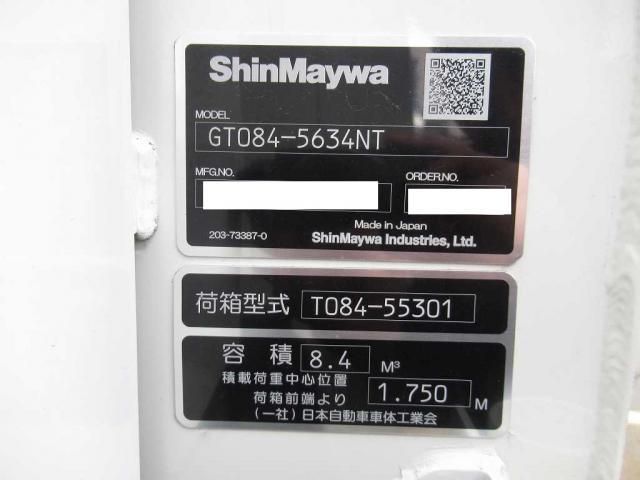 ShinMaywa
MODEL
GT084-5634NT
MFG.NO.
ORDER.NO.
Made in Japan
203-73387-0
ShinMaywa Industries, Ltd.
荷箱型式 T084-55301
容積 8.4 M³
積載荷重中心位置
荷箱前端より 1.750 M
(一社)日本自動車車体工業会